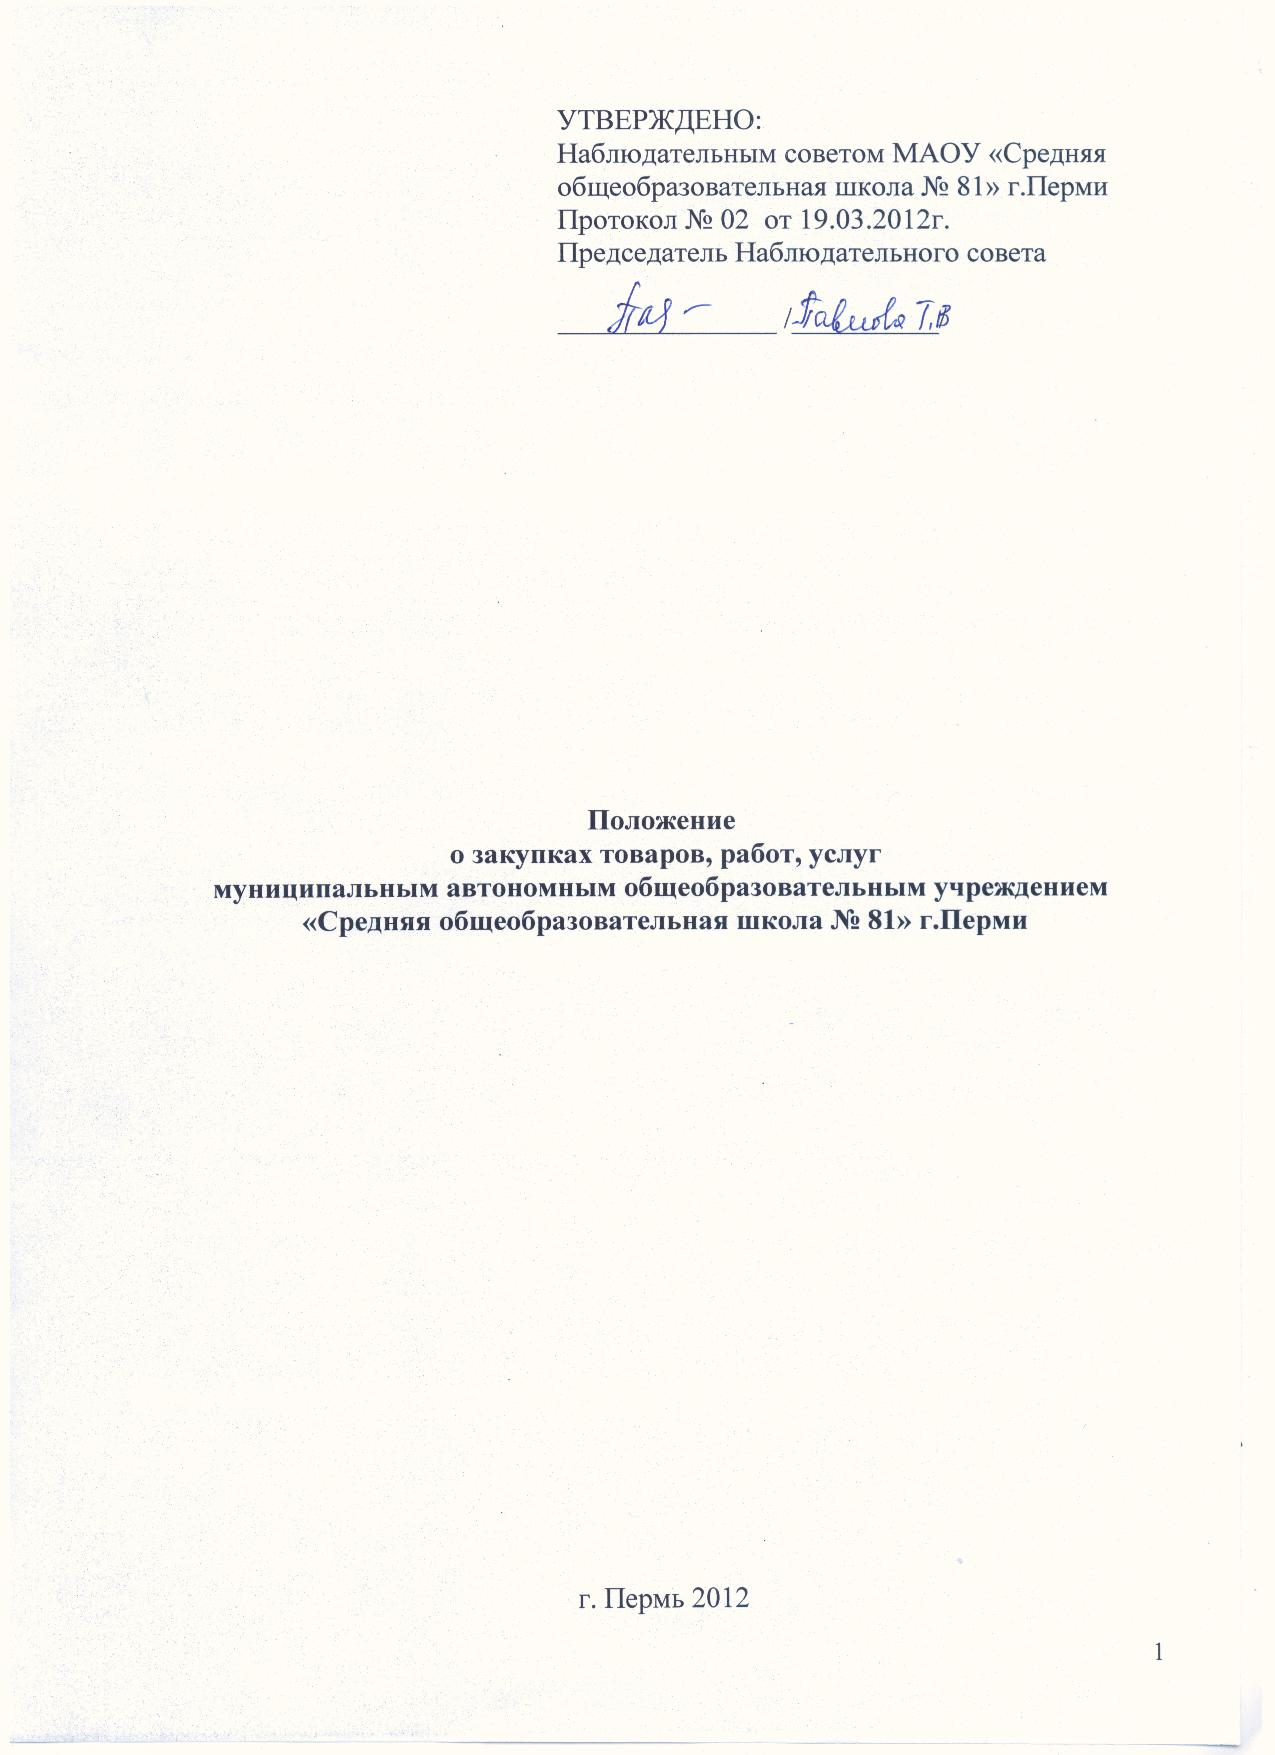 УТВЕРЖДЕНО:
Наблюдательным советом МАОУ «Средняя
общеобразовательная школа № 81» г.Перми
Протокол № 02 от 19.03.2012г.
Председатель Наблюдательного совета
/ Т.В
Положение
о закупках товаров, работ, услуг
муниципальным автономным общеобразовательным учреждением
«Средняя общеобразовательная школа № 81» г.Перми
г. Пермь 2012
1